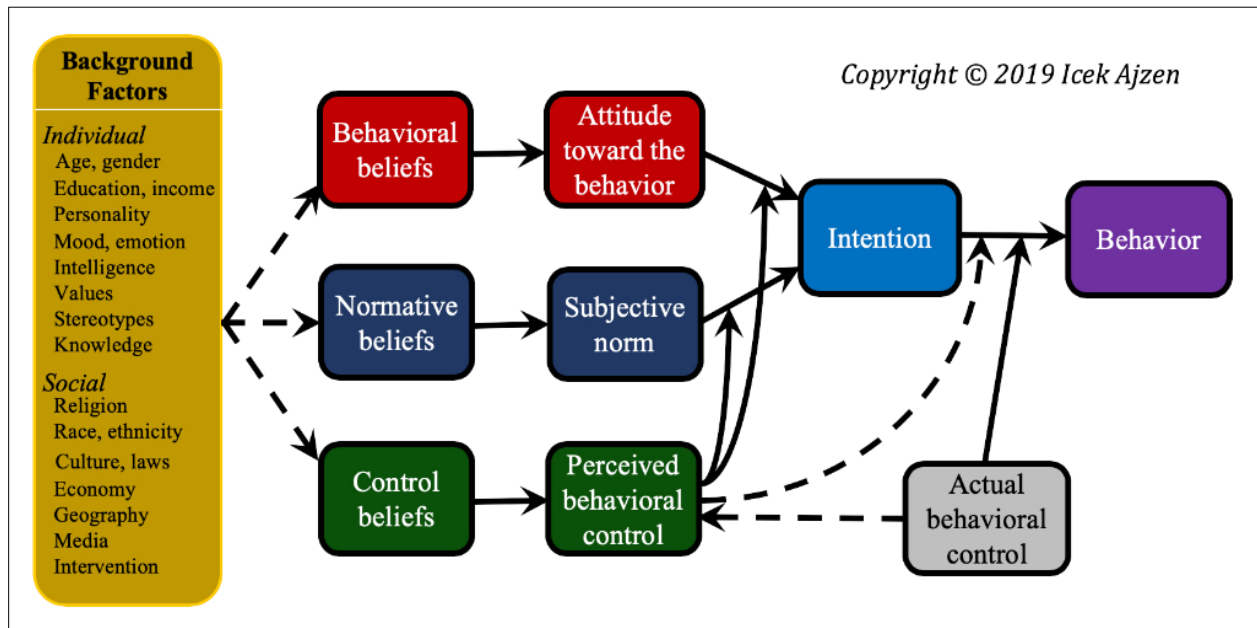 Background
Factors
Individual
Age, gender
Education, income
Personality
Mood, emotion
Intelligence
Values
Stereotypes
Knowledge
Social
Religion
Race, ethnicity
Culture, laws
Economy
Geography
Media
Intervention
Copyright © 2019 Icek Ajzen
Behavioral
beliefs
Attitude
toward the
behavior
Normative
beliefs
Subjective
norm
Control
beliefs
Perceived
behavioral
control
Intention
Behavior
Actual
behavioral
control